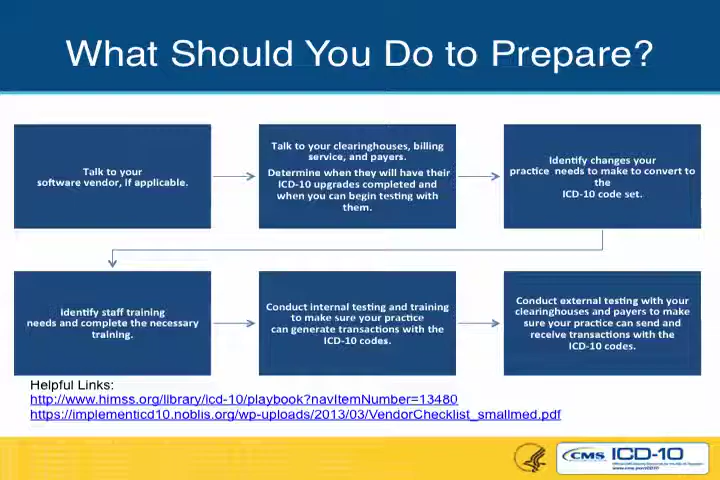 What Should You Do to Prepare?
Talk to your
software vendor, if applicable.
Talk to your clearinghouses, billing
service, and payers.
Determine when they will have their
ICD-10 upgrades completed and
when you can begin testing with
them.
Identify changes your
practice needs to make to convert to
the
ICD-10 code set.
Identify staff training
needs and complete the necessary
training.
Conduct internal testing and training
to make sure your practice
can generate transactions with the
ICD-10 codes.
Conduct external testing with your
clearinghouses and payers to make
sure your practice can send and
receive transactions with the
ICD-10 codes.
Helpful Links:
http://www.himss.org/library/icd-10/playbook?navItemNumber=13480
https://implementicd10.noblis.org/wp-uploads/2013/03/VendorChecklist_smallmed.pdf
CMS ICD-10